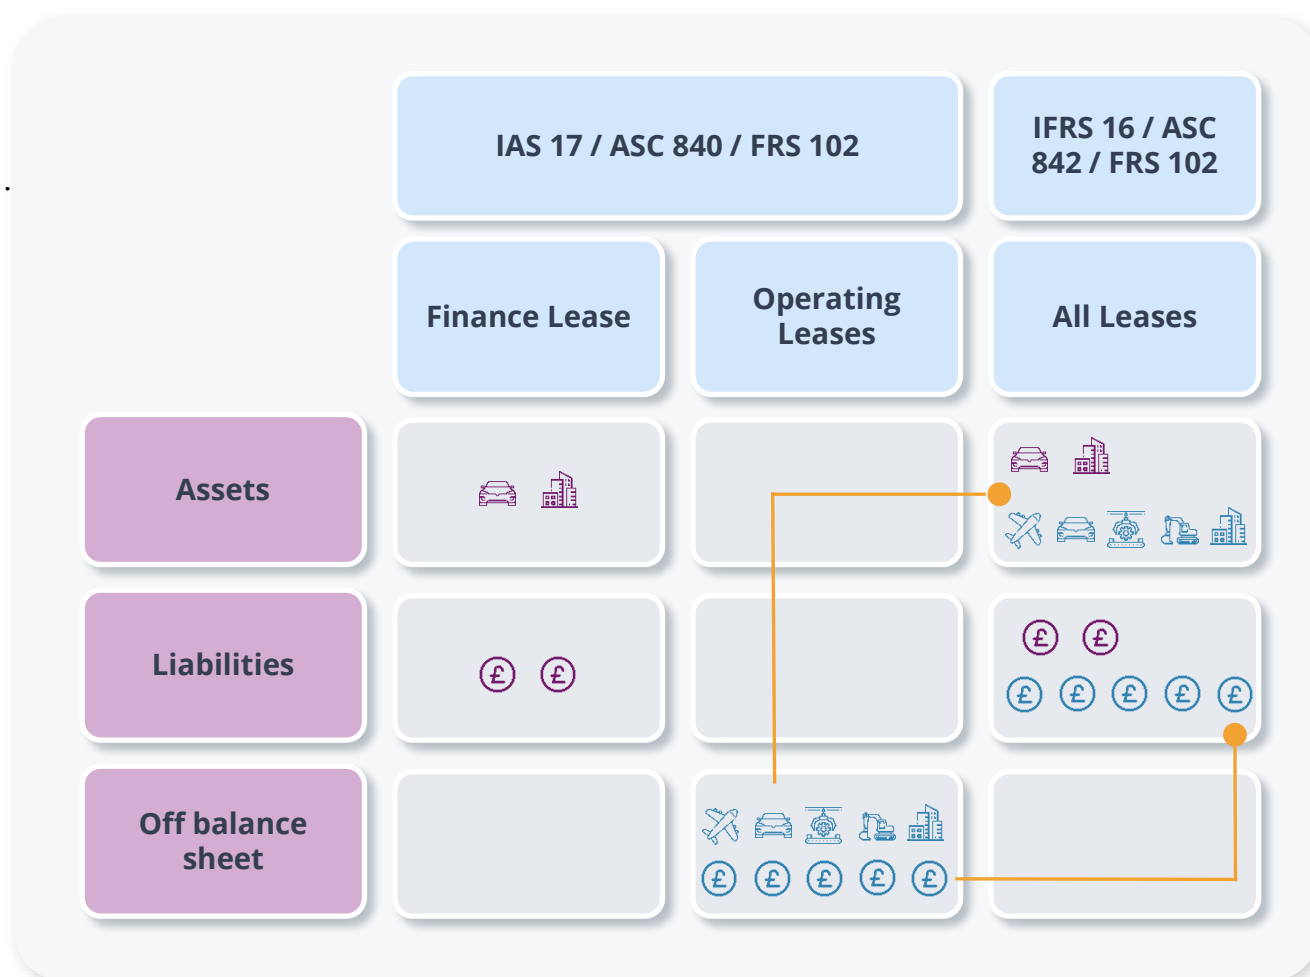 IAS 17 / ASC 840 / FRS 102
IFRS 16 / ASC
842 / FRS 102
Finance Lease
Operating
Leases
All Leases
Assets
Liabilities
£ £
£ £
£ £ £ £ £
Off balance
sheet
£ £ £ £ £